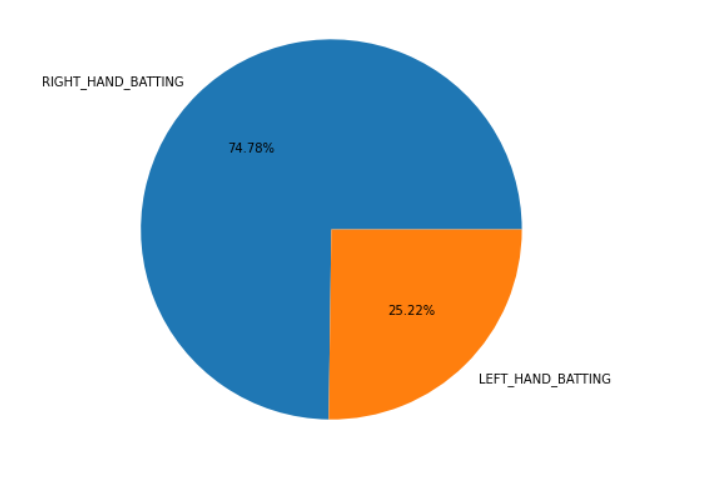 RIGHT_HAND_BATTING
74.78%
25.22%
LEFT_HAND_BATTING